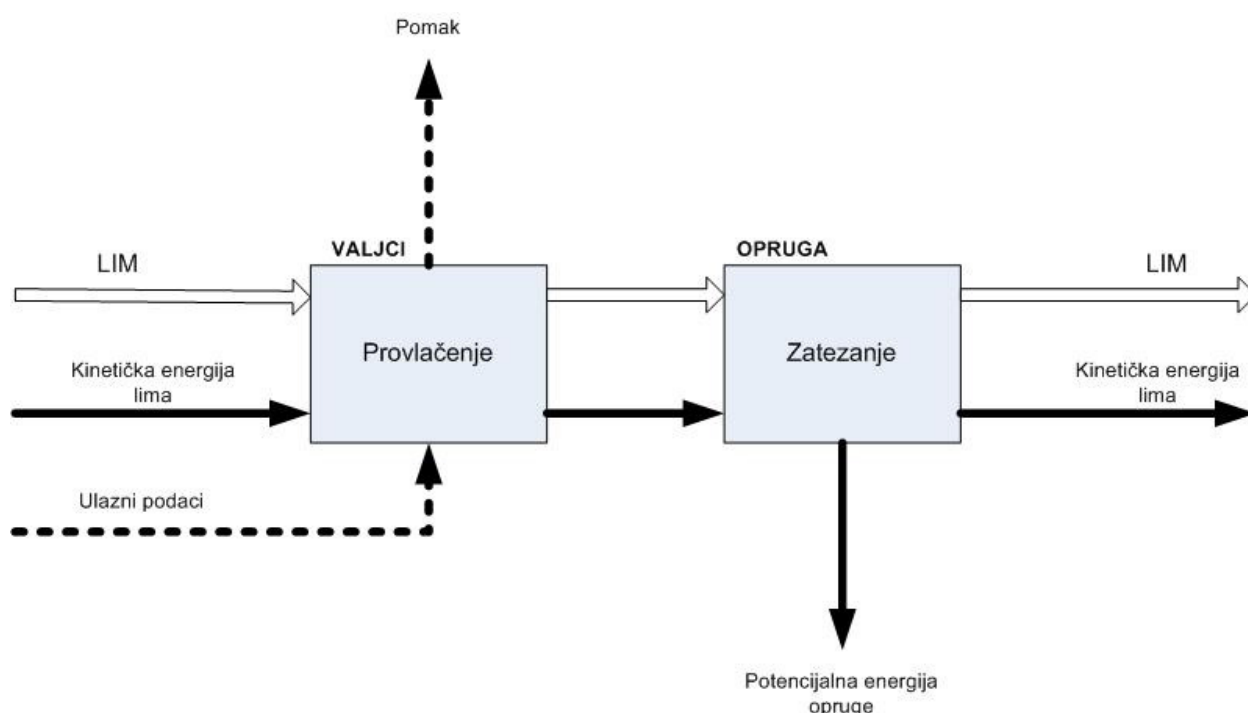 Pomak
VALJCI
OPRUGA
LIM
LIM
Provlačenje
Zatezanje
Kinetička energija
lima
Kinetička energija
lima
Ulazni podaci
Potencijalna energija
opruge